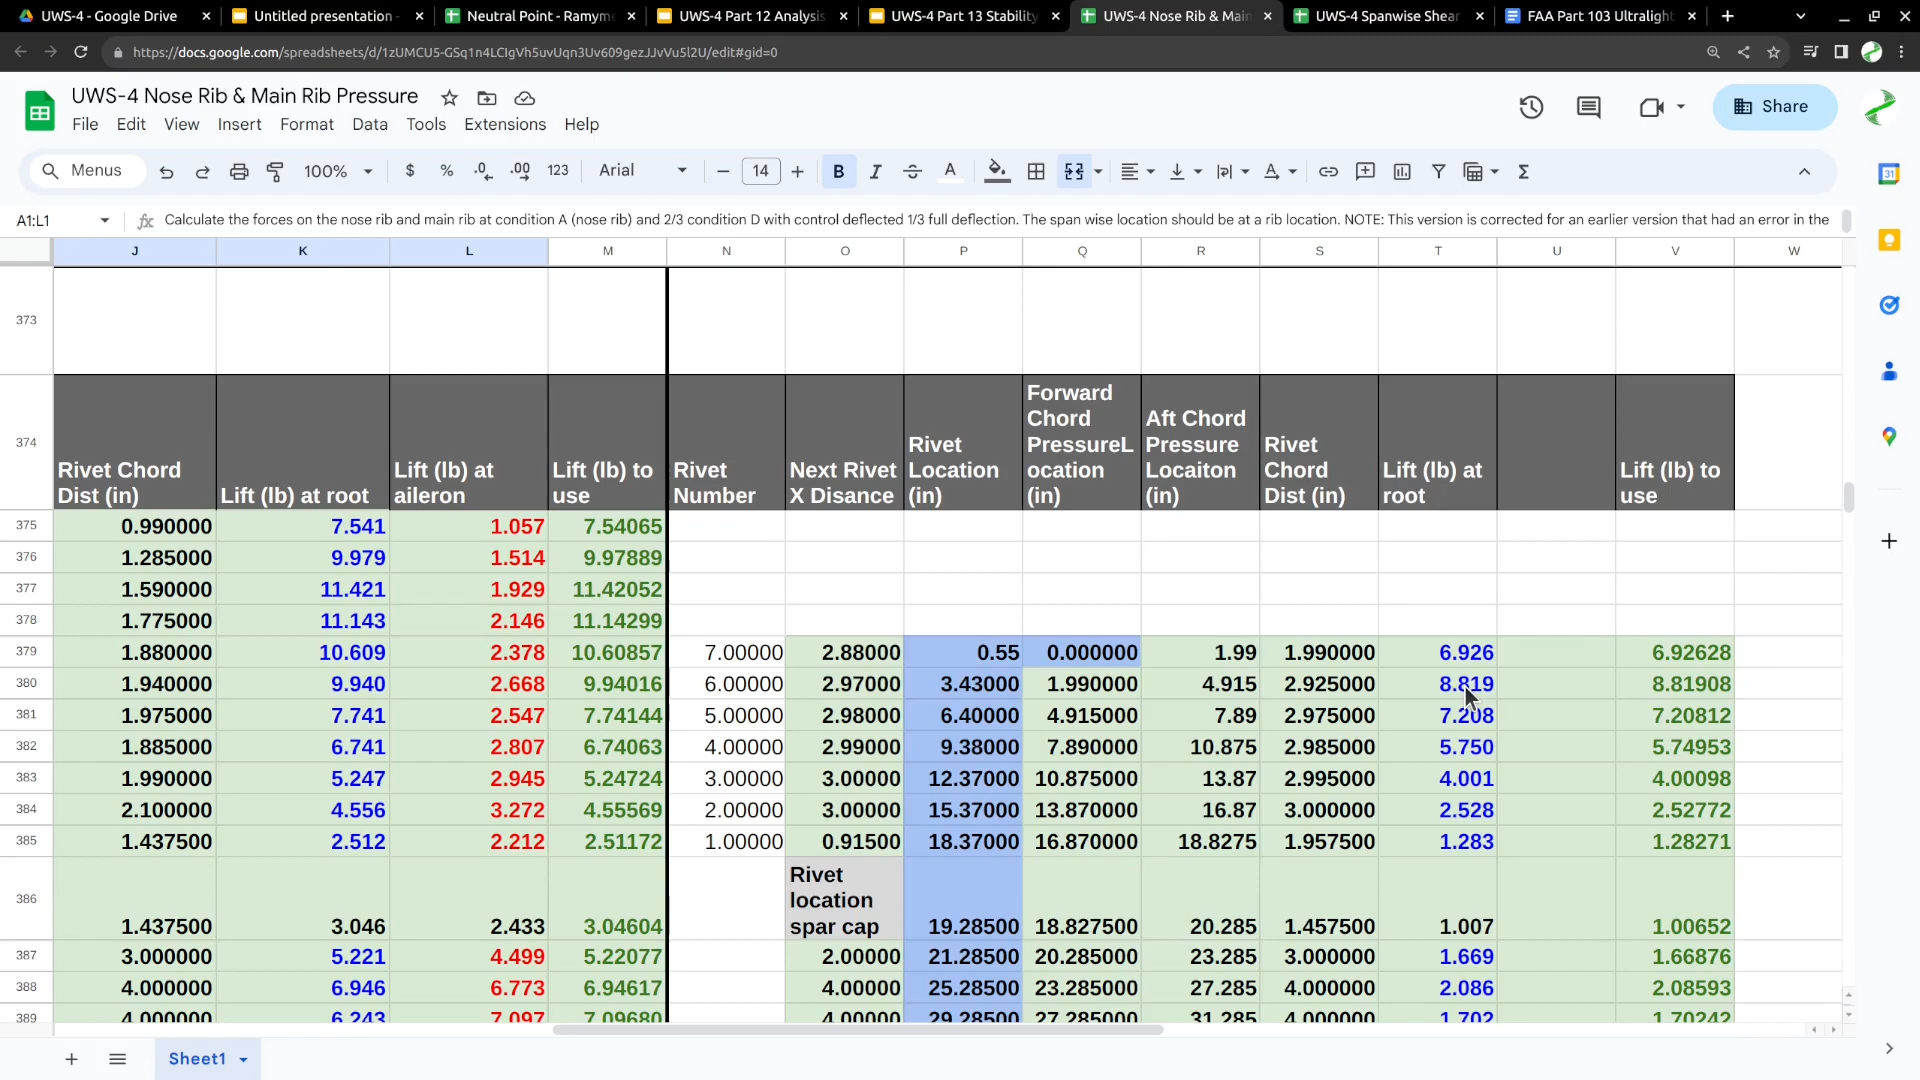 UWS-4 - Google Drive
Untitled presentation -
Neutral Point - Ramyme
UWS-4 Part 12 Analysis
UWS-4 Part 13 Stability
UWS-4 Nose Rib & Main
UWS-4 Spanwise Shear
FAA Part 103 Ultralight
https://docs.google.com/spreadsheets/d/1zUMCU5-GSq1n4LCIgVh5uvUqn3Uv609gezJJvVu5l2U/edit#gid=0
UWS-4 Nose Rib & Main Rib Pressure
File Edit View Insert Format Data Tools Extensions Help
Share
Menus 100% $ % .0 .00 123 Arial 14 B I A
31
A1:L1 fx Calculate the forces on the nose rib and main rib at condition A (nose rib) and 2/3 condition D with control deflected 1/3 full deflection. The span wise location should be at a rib location. NOTE: This version is corrected for an earlier version that had an error in the
J K L M N O P Q R S T U V W
373
374
Rivet Chord Dist (in)
Lift (lb) at root
Lift (lb) at aileron
Lift (lb) to use
Rivet Number
Next Rivet X Disance
Rivet Location (in)
Forward Chord PressureL ocation (in)
Aft Chord Pressure Locaiton (in)
Rivet Chord Dist (in)
Lift (lb) at root
Lift (lb) to use
375 0.990000 7.541 1.057 7.54065
376 1.285000 9.979 1.514 9.97889
377 1.590000 11.421 1.929 11.42052
378 1.775000 11.143 2.146 11.14299
379 1.880000 10.609 2.378 10.60857 7.00000 2.88000 0.55 0.000000 1.99 1.990000 6.926 6.92628
380 1.940000 9.940 2.668 9.94016 6.00000 2.97000 3.43000 1.990000 4.915 2.925000 8.819 8.81908
381 1.975000 7.741 2.547 7.74144 5.00000 2.98000 6.40000 4.915000 7.89 2.975000 7.208 7.20812
382 1.885000 6.741 2.807 6.74063 4.00000 2.99000 9.38000 7.890000 10.875 2.985000 5.750 5.74953
383 1.990000 5.247 2.945 5.24724 3.00000 3.00000 12.37000 10.875000 13.87 2.995000 4.001 4.00098
384 2.100000 4.556 3.272 4.55569 2.00000 3.00000 15.37000 13.870000 16.87 3.000000 2.528 2.52772
385 1.437500 2.512 2.212 2.51172 1.00000 0.91500 18.37000 16.870000 18.8275 1.957500 1.283 1.28271
386 1.437500 3.046 2.433 3.04604 Rivet location spar cap 19.28500 18.827500 20.285 1.457500 1.007 1.00652
387 3.000000 5.221 4.499 5.22077 2.00000 21.28500 20.285000 23.285 3.000000 1.669 1.66876
388 4.000000 6.946 6.773 6.94617 4.00000 25.28500 23.285000 27.285 4.000000 2.086 2.08593
389 4.000000 6.243 7.097 7.09680 4.00000 29.28500 27.285000 31.285 4.000000 1.702 1.70242
Sheet1